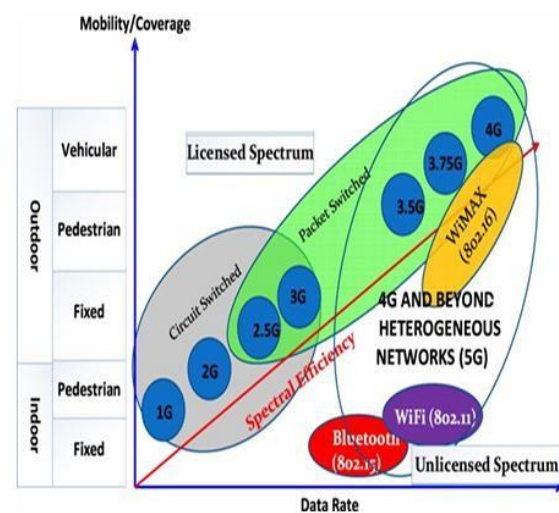 Mobility/Coverage
Outdoor
Vehicular
Pedestrian
Fixed
Indoor
Pedestrian
Fixed
Licensed Spectrum
Packet Switched
Circuit Switched
1G
2G
2.5G
3G
3.5G
3.75G
4G
WiMAX
(802.16)
Spectral Efficiency
4G AND BEYOND
HETEROGENEOUS
NETWORKS (5G)
WiFi (802.11)
Bluetooth
(802.15)
Unlicensed Spectrum
Data Rate